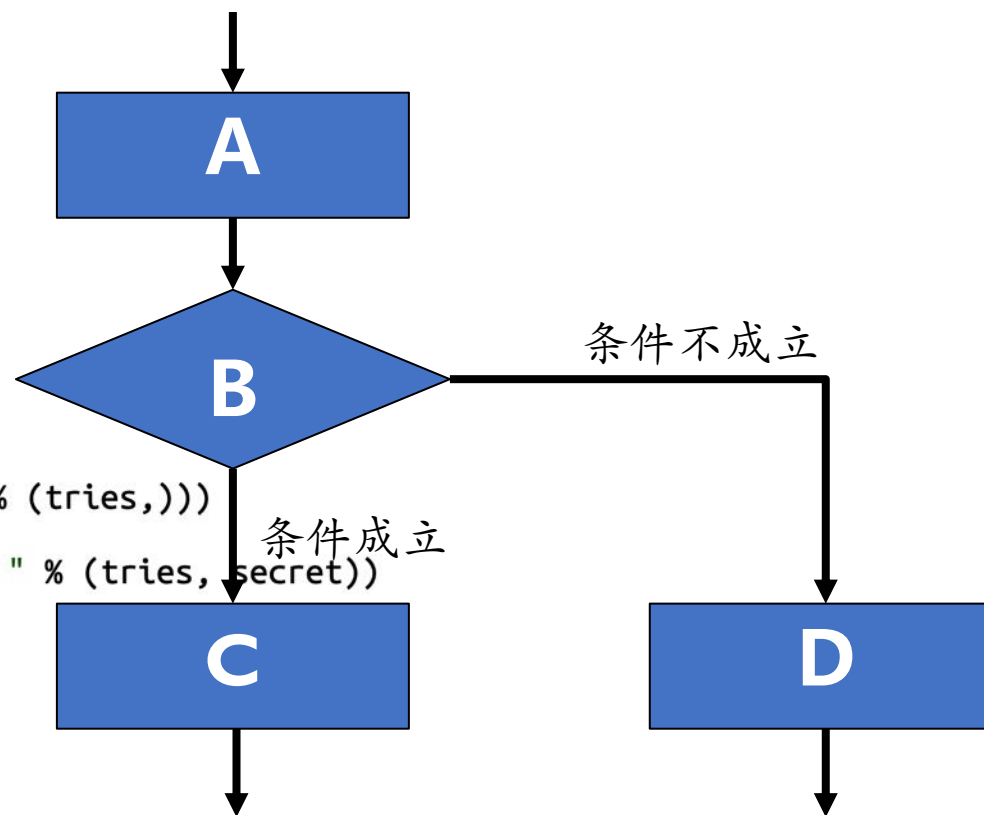 A
B
条件不成立
% (tries,)))
条件成立
" % (tries, secret))
C
D